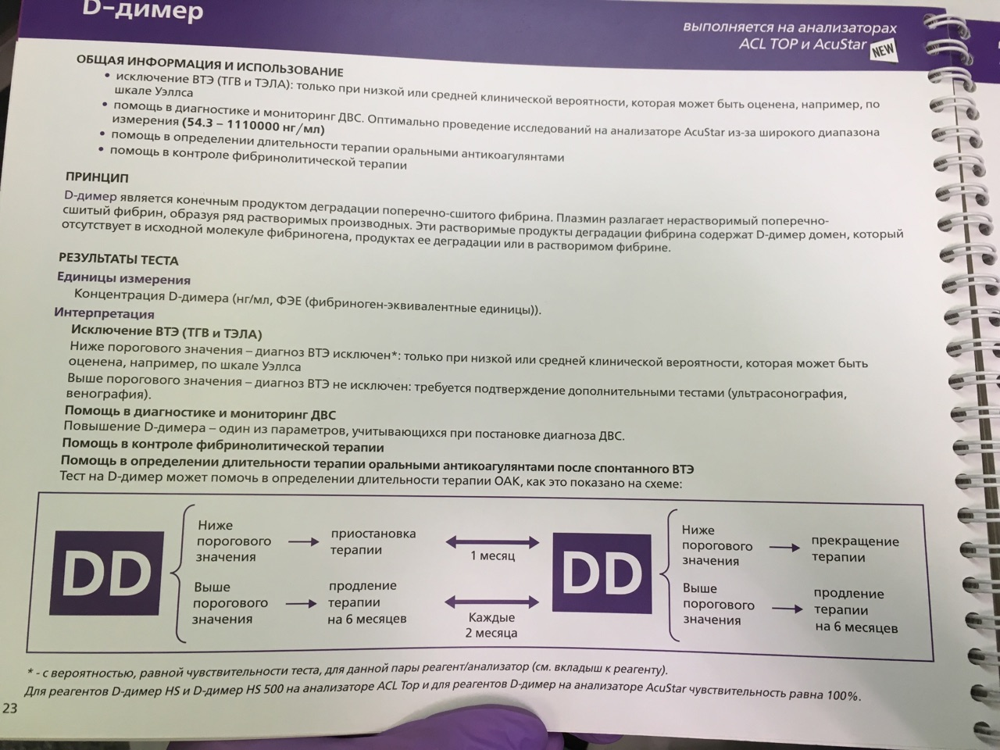 D–димер
выполняется на анализаторах
ACL TOP и AcuStar NEW
ОБЩАЯ ИНФОРМАЦИЯ И ИСПОЛЬЗОВАНИЕ
• исключение ВТЭ (ТГВ и ТЭЛА): только при низкой или средней клинической вероятности, которая может быть оценена, например, по
шкале Уэллса
• помощь в диагностике и мониторинг ДВС. Оптимально проведение исследований на анализаторе AcuStar из-за широкого диапазона
измерения (54.3 – 1110000 нг/мл)
• помощь в определении длительности терапии оральными антикоагулянтами
• помощь в контроле фибринолитической терапии
ПРИНЦИП
D-димер является конечным продуктом деградации поперечно-сшитого фибрина. Плазмин разлагает нерастворимый поперечно-
сшитый фибрин, образуя ряд растворимых производных. Эти растворимые продукты деградации фибрина содержат D-димер домен, который
отсутствует в исходной молекуле фибриногена, продуктах ее деградации или в растворимом фибрине.
РЕЗУЛЬТАТЫ ТЕСТА
Единицы измерения
Концентрация D-димера (нг/мл, ФЭЕ (фибриноген-эквивалентные единицы)).
Интерпретация
Исключение ВТЭ (ТГВ и ТЭЛА)
Ниже порогового значения – диагноз ВТЭ исключен*: только при низкой или средней клинической вероятности, которая может быть
оценена, например, по шкале Уэллса
Выше порогового значения – диагноз ВТЭ не исключен: требуется подтверждение дополнительными тестами (ультрасонография,
венография).
Помощь в диагностике и мониторинг ДВС
Повышение D-димера – один из параметров, учитывающихся при постановке диагноза ДВС.
Помощь в контроле фибринолитической терапии
Помощь в определении длительности терапии оральными антикоагулянтами после спонтанного ВТЭ
Тест на D-димер может помочь в определении длительности терапии ОАК, как это показано на схеме:
DD
Ниже
порогового
значения
приостановка
терапии
Выше
порогового
значения
продление
терапии
на 6 месяцев
1 месяц
Каждые
2 месяца
DD
Ниже
порогового
значения
прекращение
терапии
Выше
порогового
значения
продление
терапии
на 6 месяцев
* - с вероятностью, равной чувствительности теста, для данной пары реагент/анализатор (см. вкладыш к реагенту).
Для реагентов D-димер HS и D-димер HS 500 на анализаторе ACL Top и для реагентов D-димер на анализаторе AcuStar чувствительность равна 100%.
23